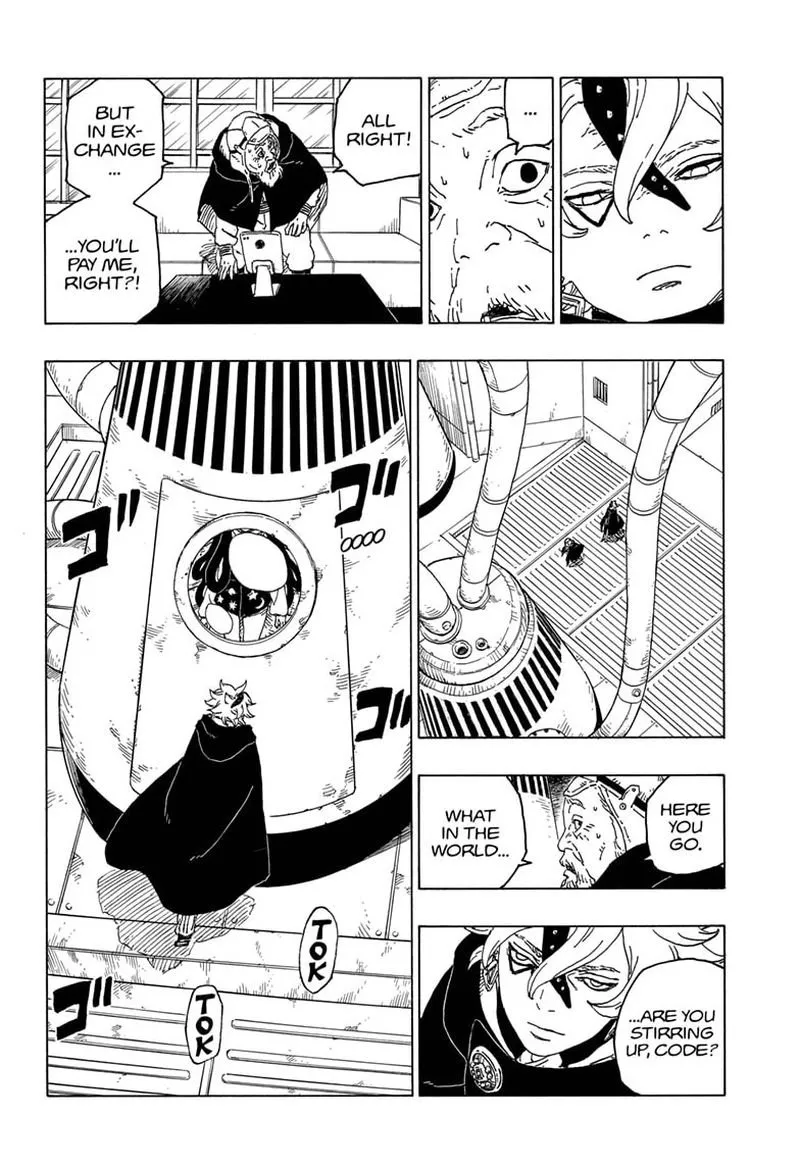 ...
ALL
RIGHT!
BUT
IN EX-
CHANGE
...
...YOU'LL
PAY ME,
RIGHT?!
HERE
YOU
GO.
WHAT
IN THE
WORLD...
...ARE YOU
STIRRING
UP, CODE?
ゴ
OOOO
ゴ
ゴ
TOK
TOK
ゴ